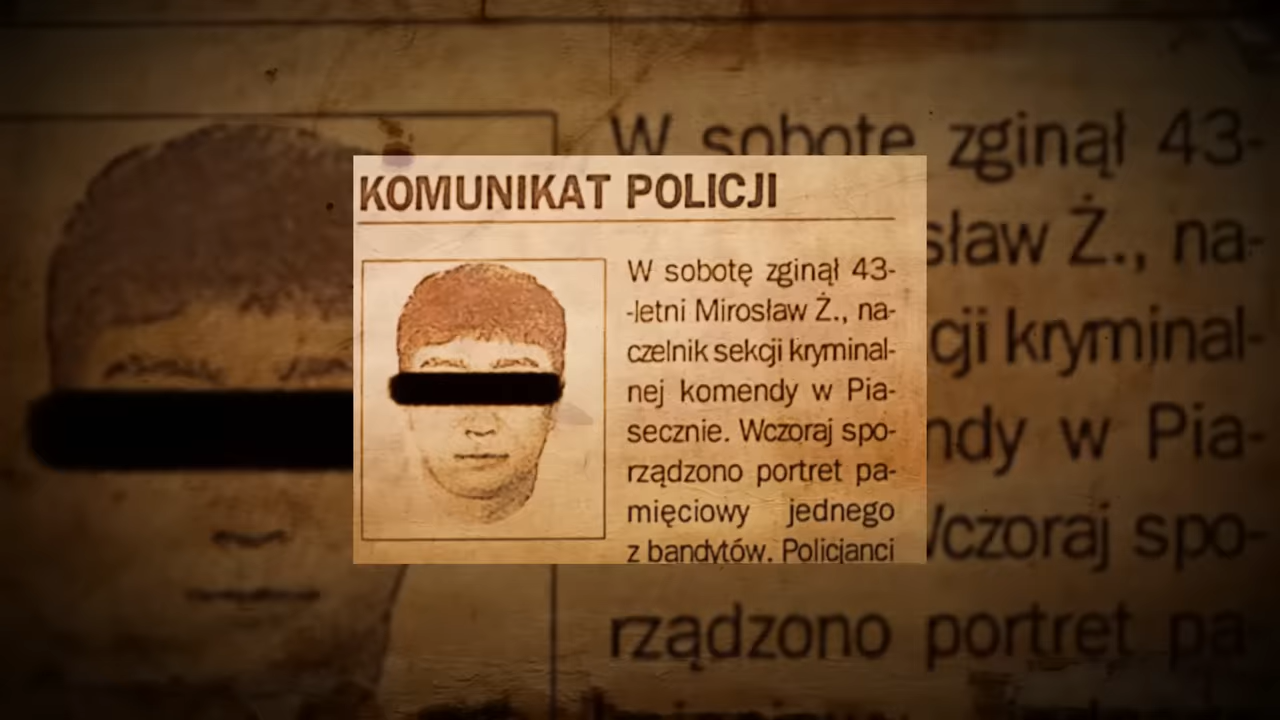 KOMUNIKAT POLICJI
W sobotę zginął 43-
-letni Mirosław Ż., na-
czelnik sekcji kryminal-
nej komendy w Pia-
secznie. Wczoraj spo-
rządzono portret pa-
mięciowy jednego
z bandytów. Policjanci
W sobotę zginął 43-
sław Ż., na-
cji kryminal-
ndy w Pia-
Wczoraj spo-
rządzono portret pa-